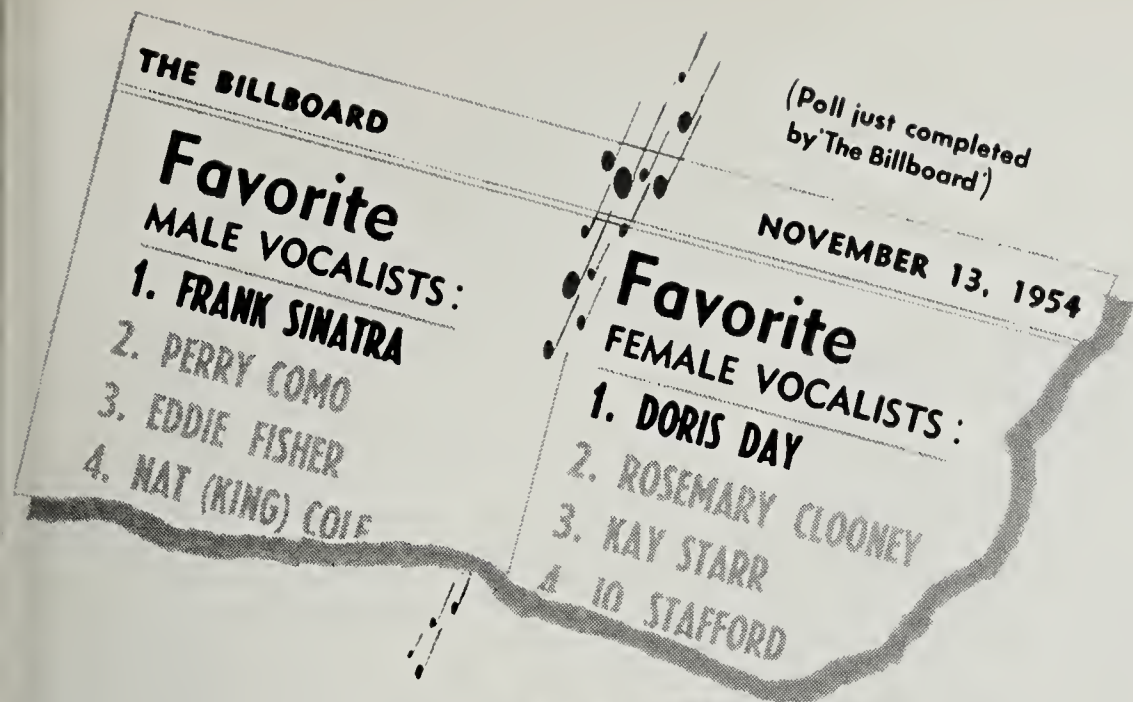 THE BILLBOARD
(Poll just completed
by 'The Billboard')
NOVEMBER 13, 1954
Favorite
MALE VOCALISTS:
1. FRANK SINATRA
2. PERRY COMO
3. EDDIE FISHER
4. NAT (KING) COLE
Favorite
FEMALE VOCALISTS:
1. DORIS DAY
2. ROSEMARY CLOONEY
3. KAY STARR
4 JO STAFFORD